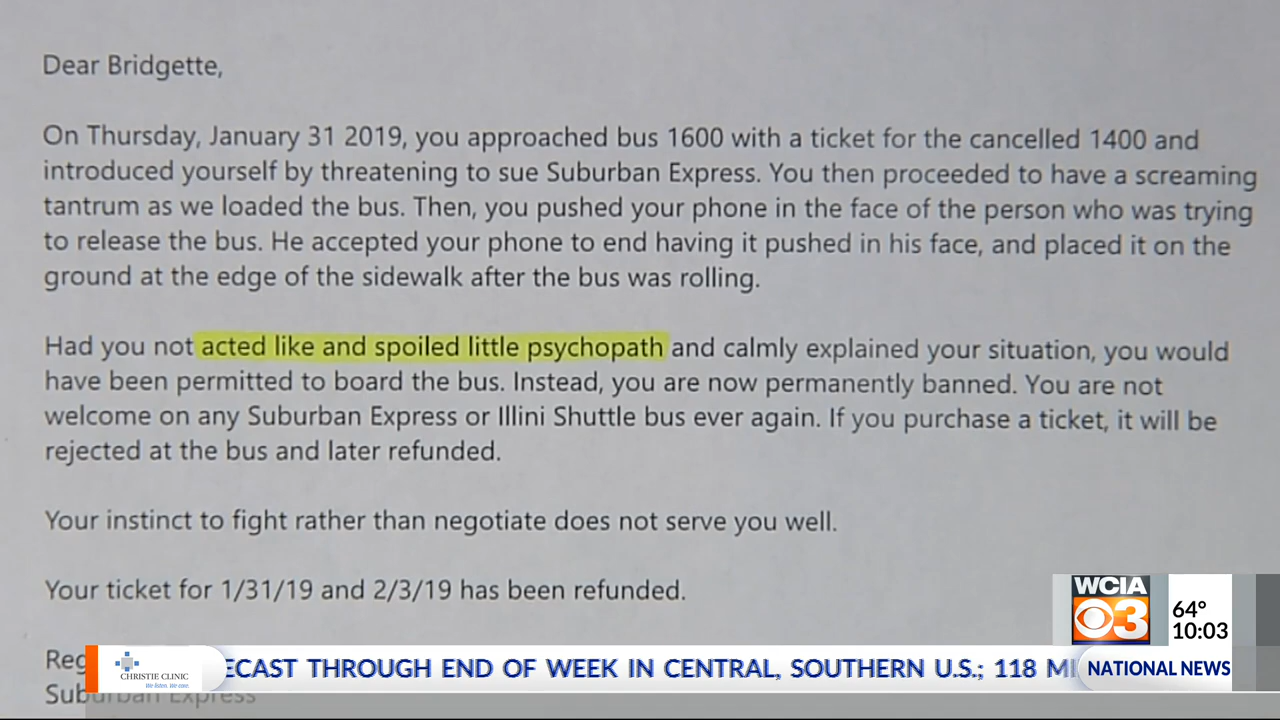 Dear Bridgette,
On Thursday, January 31 2019, you approached bus 1600 with a ticket for the cancelled 1400 and
introduced yourself by threatening to sue Suburban Express. You then proceeded to have a screaming
tantrum as we loaded the bus. Then, you pushed your phone in the face of the person who was trying
to release the bus. He accepted your phone to end having it pushed in his face, and placed it on the
ground at the edge of the sidewalk after the bus was rolling.
Had you not acted like and spoiled little psychopath and calmly explained your situation, you would
have been permitted to board the bus. Instead, you are now permanently banned. You are not
welcome on any Suburban Express or Illini Shuttle bus ever again. If you purchase a ticket, it will be
rejected at the bus and later refunded.
Your instinct to fight rather than negotiate does not serve you well.
Your ticket for 1/31/19 and 2/3/19 has been refunded.
Reg
Suburban Express
WCIA
3
64°
10:03
CHRISTIE CLINIC
We listen. We care.
ECAST THROUGH END OF WEEK IN CENTRAL, SOUTHERN U.S.; 118 MI
NATIONAL NEWS